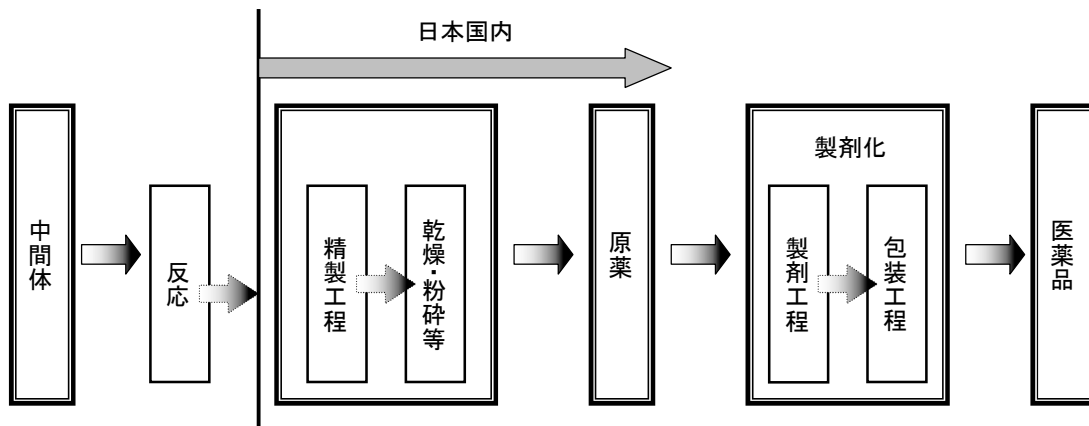 日本国内
中間体
反応
精製工程
乾燥・粉砕等
原薬
製剤化
製剤工程
包装工程
医薬品